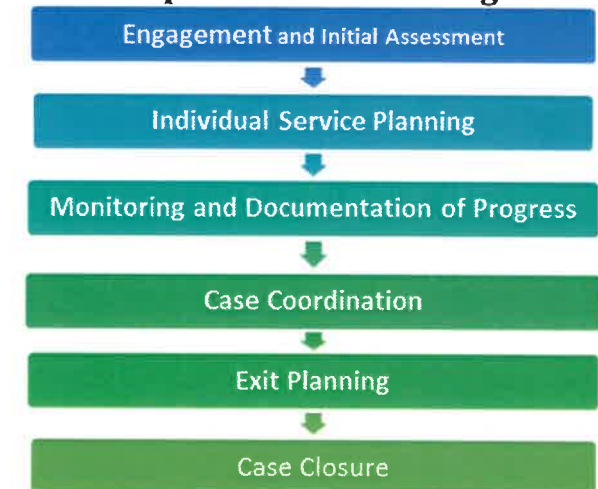 Engagement and Initial Assessment
Individual Service Planning
Monitoring and Documentation of Progress
Case Coordination
Exit Planning
Case Closure